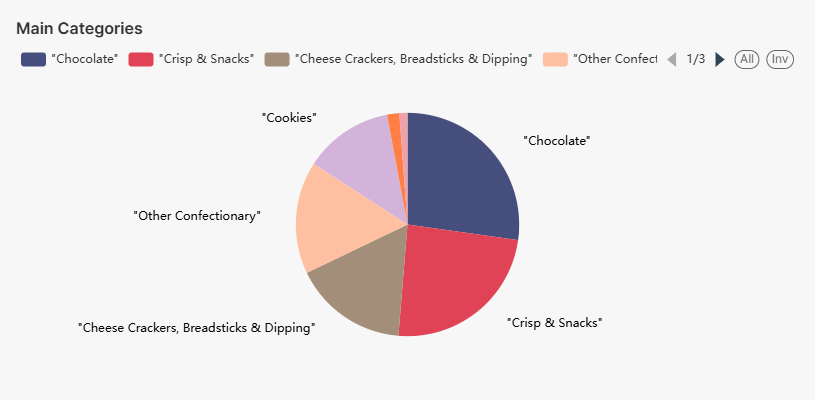 Main Categories
"Chocolate" "Crisp & Snacks" "Cheese Crackers, Breadsticks & Dipping" "Other Confect 1/3 All Inv
"Cookies"
"Chocolate"
"Other Confectionary"
"Crisp & Snacks"
"Cheese Crackers, Breadsticks & Dipping"